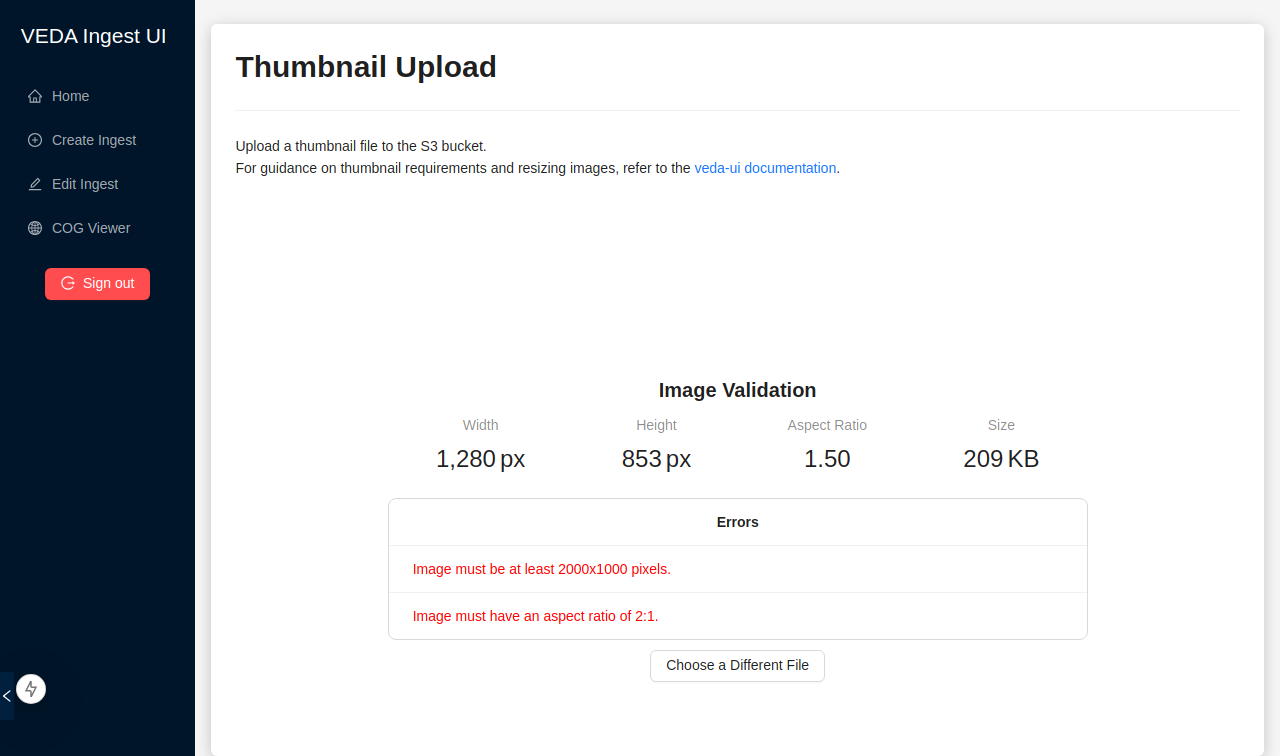 VEDA Ingest UI
Home
Create Ingest
Edit Ingest
COG Viewer
Sign out
Thumbnail Upload
Upload a thumbnail file to the S3 bucket.
For guidance on thumbnail requirements and resizing images, refer to the veda-ui documentation.
Image Validation
Width Height Aspect Ratio Size
1,280 px 853 px 1.50 209 KB
Errors
Image must be at least 2000x1000 pixels.
Image must have an aspect ratio of 2:1.
Choose a Different File